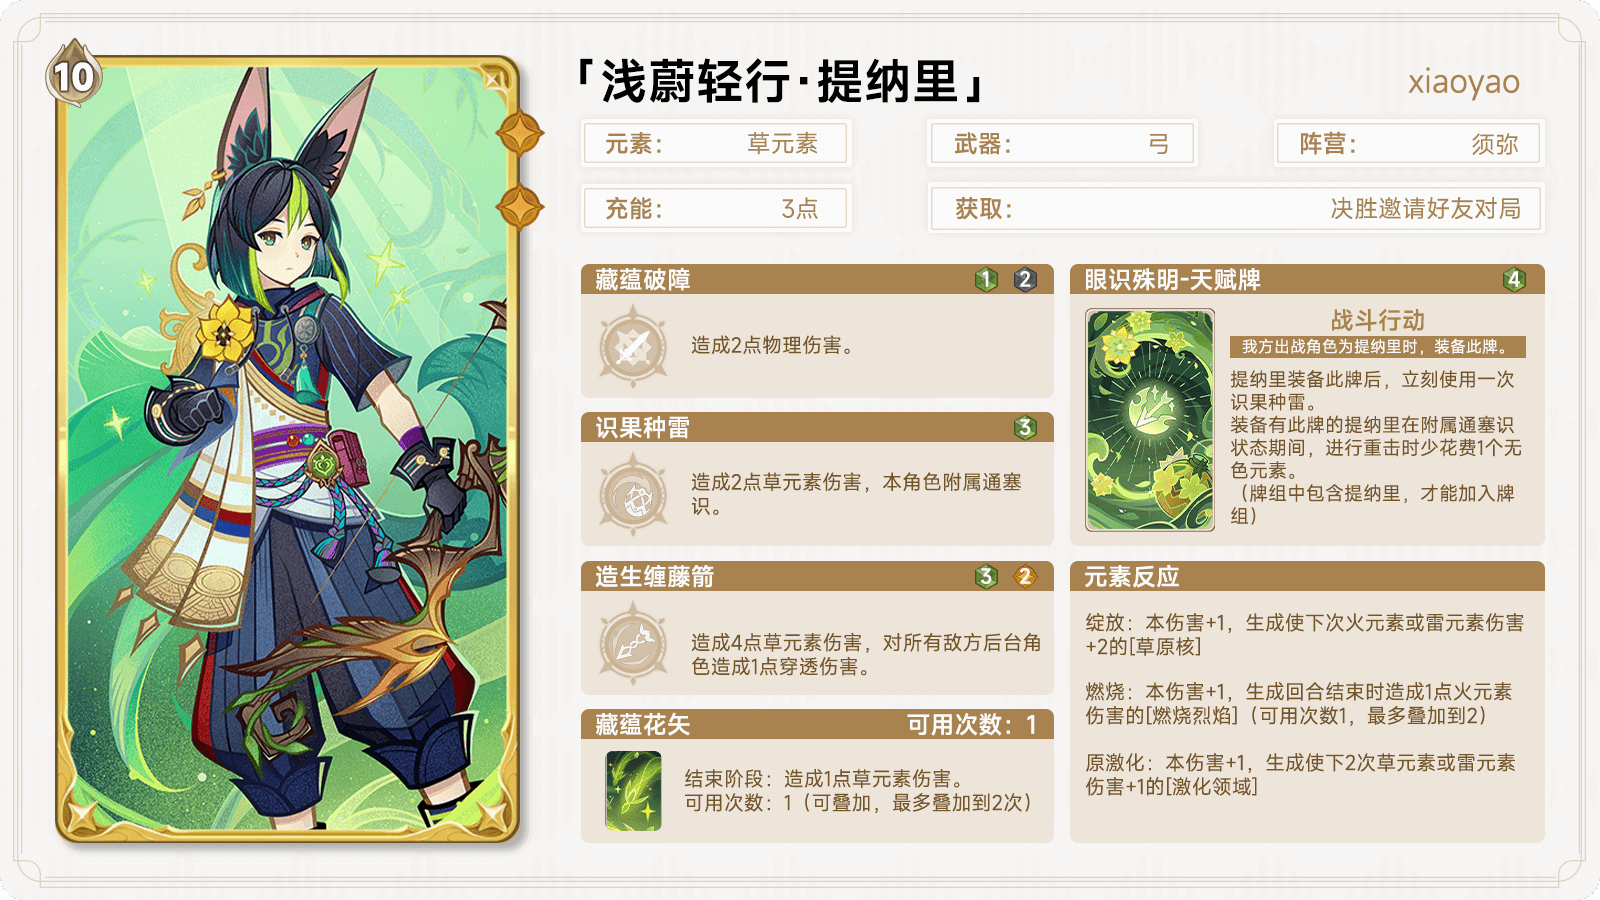 10
「浅蔚轻行·提纳里」
xiaoyao
元素： 草元素
武器： 弓
阵营： 须弥
充能： 3点
获取： 决胜邀请好友对局
藏蕴破障 1 2
造成2点物理伤害。
识果种雷 3
造成2点草元素伤害，本角色附属通塞
识。
造生缠藤箭 3 2
造成4点草元素伤害，对所有敌方后台角
色造成1点穿透伤害。
藏蕴花矢 可用次数：1
结束阶段：造成1点草元素伤害。
可用次数：1（可叠加，最多叠加到2次）
眼识殊明-天赋牌 4
战斗行动
我方出战角色为提纳里时，装备此牌。
提纳里装备此牌后，立刻使用一次
识果种雷。
装备有此牌的提纳里在附属通塞识
状态期间，进行重击时少花费1个无
色元素。
（牌组中包含提纳里，才能加入牌
组）
元素反应
绽放：本伤害+1，生成使下次火元素或雷元素伤害
+2的[草原核]
燃烧：本伤害+1，生成回合结束时造成1点火元素
伤害的[燃烧烈焰]（可用次数1，最多叠加到2）
原激化：本伤害+1，生成使下2次草元素或雷元素
伤害+1的[激化领域]